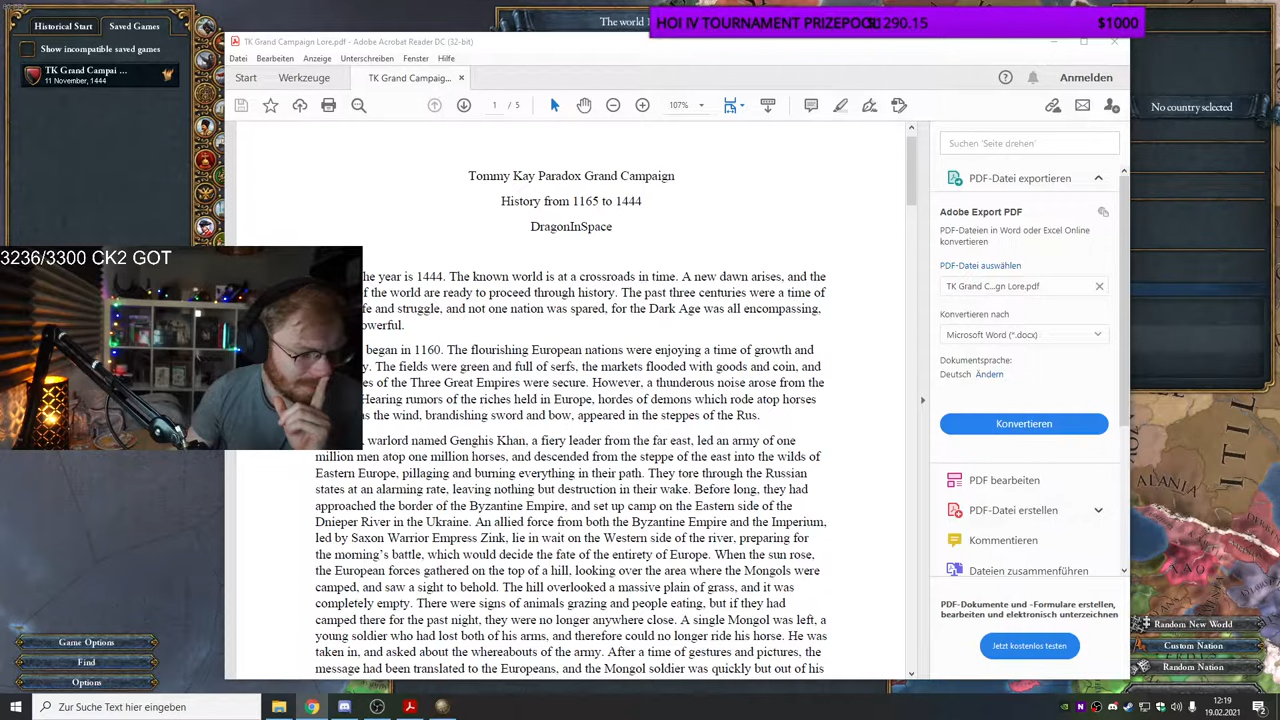 Historical Start
Saved Games
Show incompatible saved games
TK Grand Campai ...
11 November, 1444
The world
HOI IV TOURNAMENT PRIZEPOOL
$1000
No country selected
TK Grand Campaign Lore.pdf - Adobe Acrobat Reader DC (32-bit)
Datei Bearbeiten Anzeige Unterschreiben Fenster Hilfe
Start Werkzeuge TK Grand Campaig...
Anmelden
1 / 5
107%
Tommy Kay Paradox Grand Campaign
History from 1165 to 1444
DragonInSpace
he year is 1444. The known world is at a crossroads in time. A new dawn arises, and the
of the world are ready to proceed through history. The past three centuries were a time of
fe and struggle, and not one nation was spared, for the Dark Age was all encompassing,
owerful.
began in 1160. The flourishing European nations were enjoying a time of growth and
y. The fields were green and full of serfs, the markets flooded with goods and coin, and
es of the Three Great Empires were secure. However, a thunderous noise arose from the
Hearing rumors of the riches held in Europe, hordes of demons which rode atop horses
s the wind, brandishing sword and bow, appeared in the steppes of the Rus.
warlord named Genghis Khan, a fiery leader from the far east, led an army of one
million men atop one million horses, and descended from the steppe of the east into the wilds of
Eastern Europe, pillaging and burning everything in their path. They tore through the Russian
states at an alarming rate, leaving nothing but destruction in their wake. Before long, they had
approached the border of the Byzantine Empire, and set up camp on the Eastern side of the
Dnieper River in the Ukraine. An allied force from both the Byzantine Empire and the Imperium,
led by Saxon Warrior Empress Zink, lie in wait on the Western side of the river, preparing for
the morning's battle, which would decide the fate of the entirety of Europe. When the sun rose,
the European forces gathered on the top of a hill, looking over the area where the Mongols were
camped, and saw a sight to behold. The hill overlooked a massive plain of grass, and it was
completely empty. There were signs of animals grazing and people eating, but if they had
camped there for the past night, they were no longer anywhere close. A single Mongol was left, a
young soldier who had lost both of his arms, and therefore could no longer ride his horse. He was
taken in, and asked about the whereabouts of the army. After a time of gestures and pictures, the
message had been translated to the Europeans, and the Mongol soldier was quickly but out of his
Suchen 'Seite drehen'
PDF-Datei exportieren
Adobe Export PDF
PDF-Dateien in Word oder Excel Online
konvertieren
PDF-Datei auswählen
TK Grand C...gn Lore.pdf
Konvertieren nach
Microsoft Word (*.docx)
Dokumentsprache:
Deutsch Ändern
Konvertieren
PDF bearbeiten
PDF-Datei erstellen
Kommentieren
Dateien zusammenführen
PDF-Dokumente und -Formulare erstellen,
bearbeiten und elektronisch unterzeichnen
Jetzt kostenlos testen
3236/3300 CK2 GOT
Game Options
Find
Options
Random New World
Custom Nation
Random Nation
Zur Suche Text hier eingeben
12:19
19.02.2021